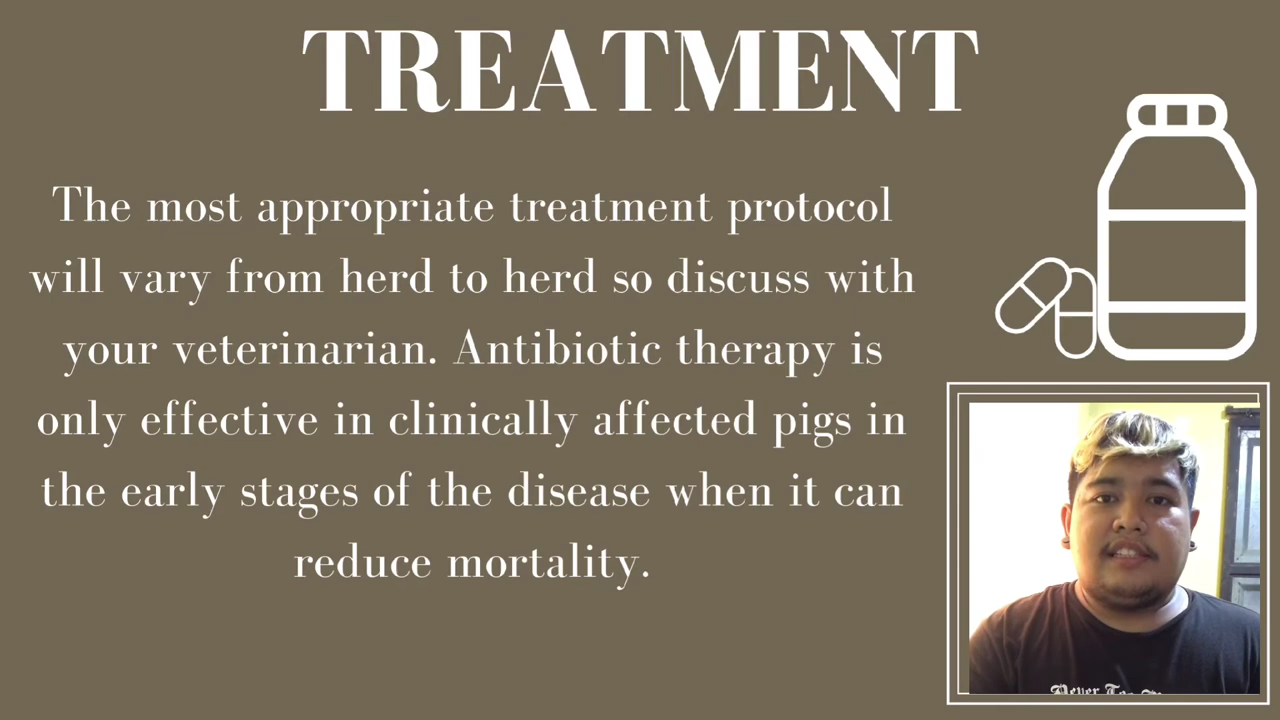 TREATMENT
The most appropriate treatment protocol
will vary from herd to herd so discuss with
your veterinarian. Antibiotic therapy is
only effective in clinically affected pigs in
the early stages of the disease when it can
reduce mortality.
Never Too